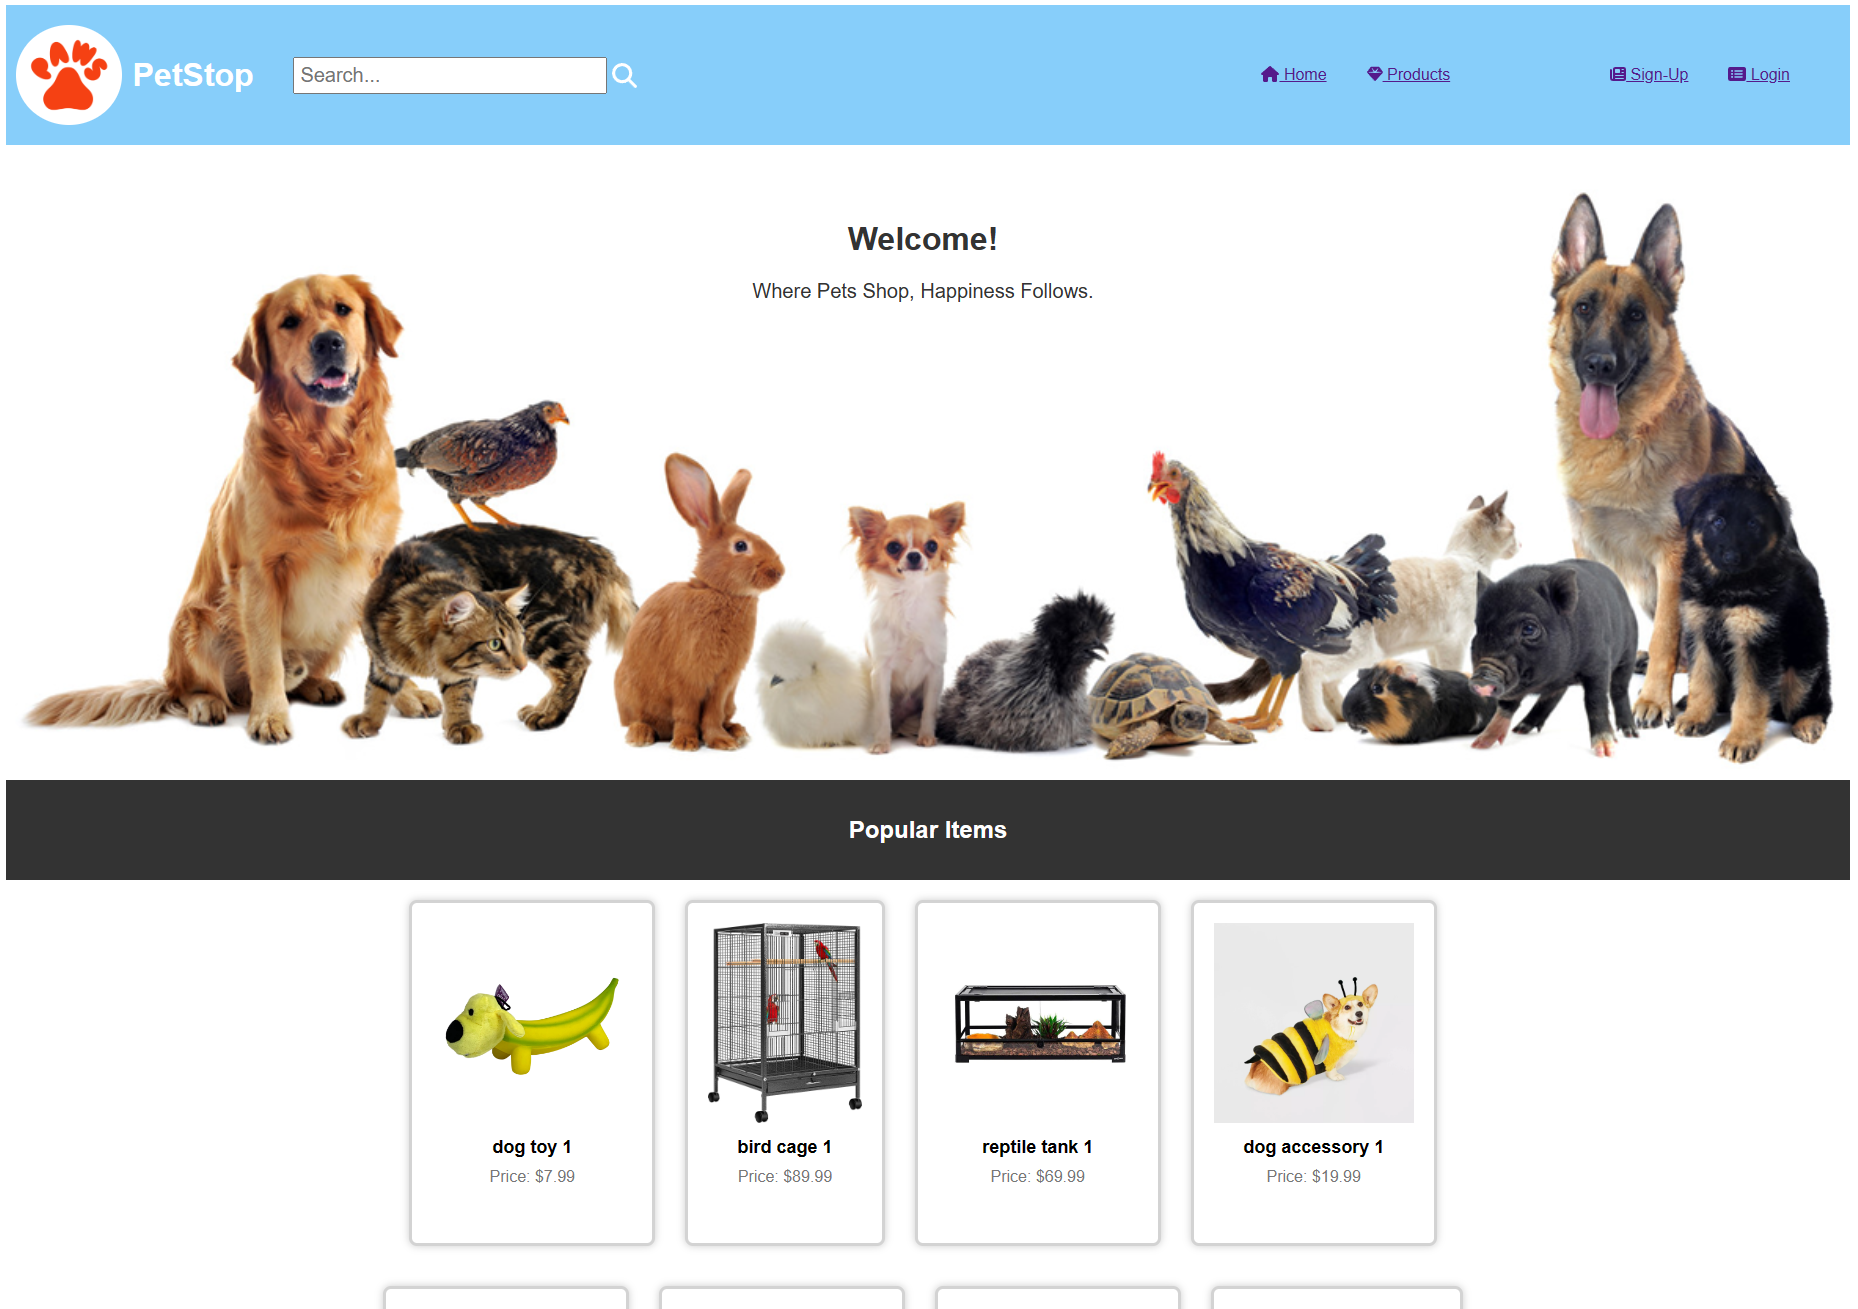 PetStop
Search...
Home
Products
Sign-Up
Login
Welcome!
Where Pets Shop, Happiness Follows.
Popular Items
dog toy 1
Price: $7.99
bird cage 1
Price: $89.99
reptile tank 1
Price: $69.99
dog accessory 1
Price: $19.99